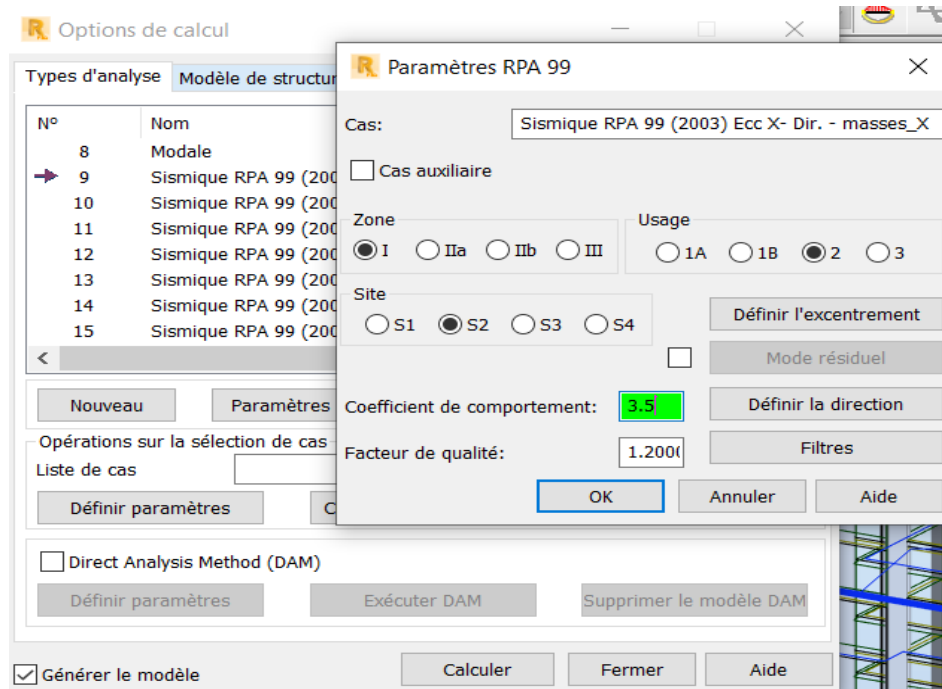 Options de calcul
Types d'analyse
Modèle de structur
N°
Nom
8
Modale
9
Sismique RPA 99 (200
10
Sismique RPA 99 (200
11
Sismique RPA 99 (200
12
Sismique RPA 99 (200
13
Sismique RPA 99 (200
14
Sismique RPA 99 (200
15
Sismique RPA 99 (200
Nouveau
Paramètres
Opérations sur la sélection de cas
Liste de cas
Définir paramètres
C
Direct Analysis Method (DAM)
Définir paramètres
Exécuter DAM
Supprimer le modèle DAM
Générer le modèle
Calculer
Fermer
Aide
Paramètres RPA 99
Cas:
Sismique RPA 99 (2003) Ecc X- Dir. - masses_X
Cas auxiliaire
Zone
I
IIa
IIb
III
Usage
1A
1B
2
3
Site
S1
S2
S3
S4
Définir l'excentrement
Mode résiduel
Coefficient de comportement:
3.5
Définir la direction
Facteur de qualité:
1.200
Filtres
OK
Annuler
Aide